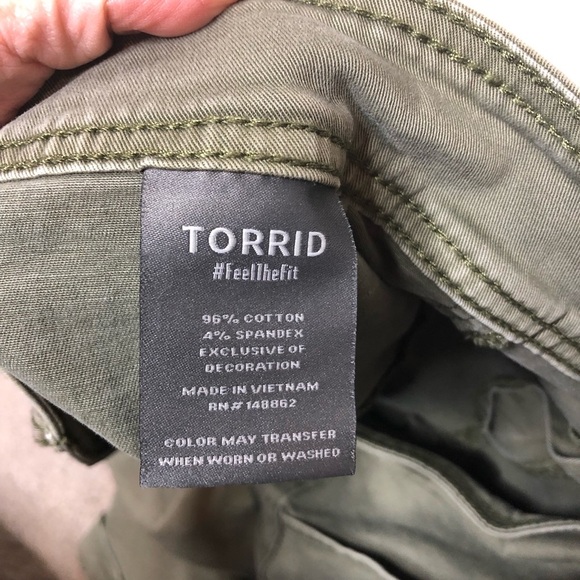 TORRID
#FeelTheFit
96% COTTON
4% SPANDEX
EXCLUSIVE OF
DECORATION
MADE IN VIETNAM
RN# 148862
COLOR MAY TRANSFER
WHEN WORN OR WASHED